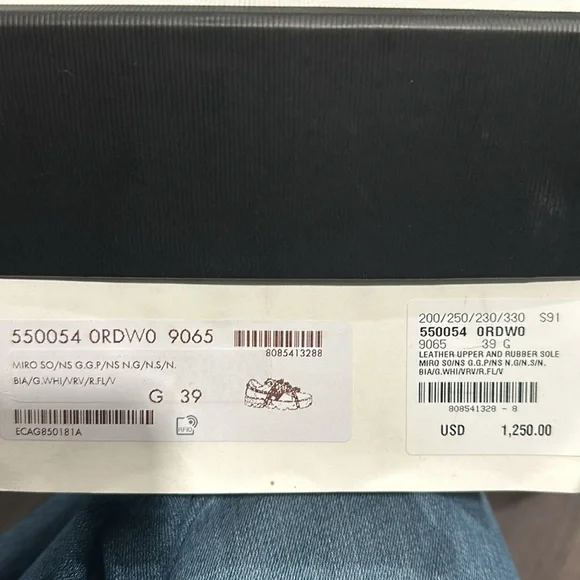 550054 0RDW0 9065
8085413288
MIRO SO/NS G.G.P/NS N.G/N.S/N.
BIA/G.WHI/VRV/R.FL/V
G 39
ECAG850181A
RFID
200/250/230/330 S91
550054 0RDW0
9065 39 G
LEATHER UPPER AND RUBBER SOLE
MIRO SO/NS G.G.P/NS N.G/N.S/N.
BIA/G.WHI/VRV/R.FL/V
808541328 - 8
USD 1,250.00